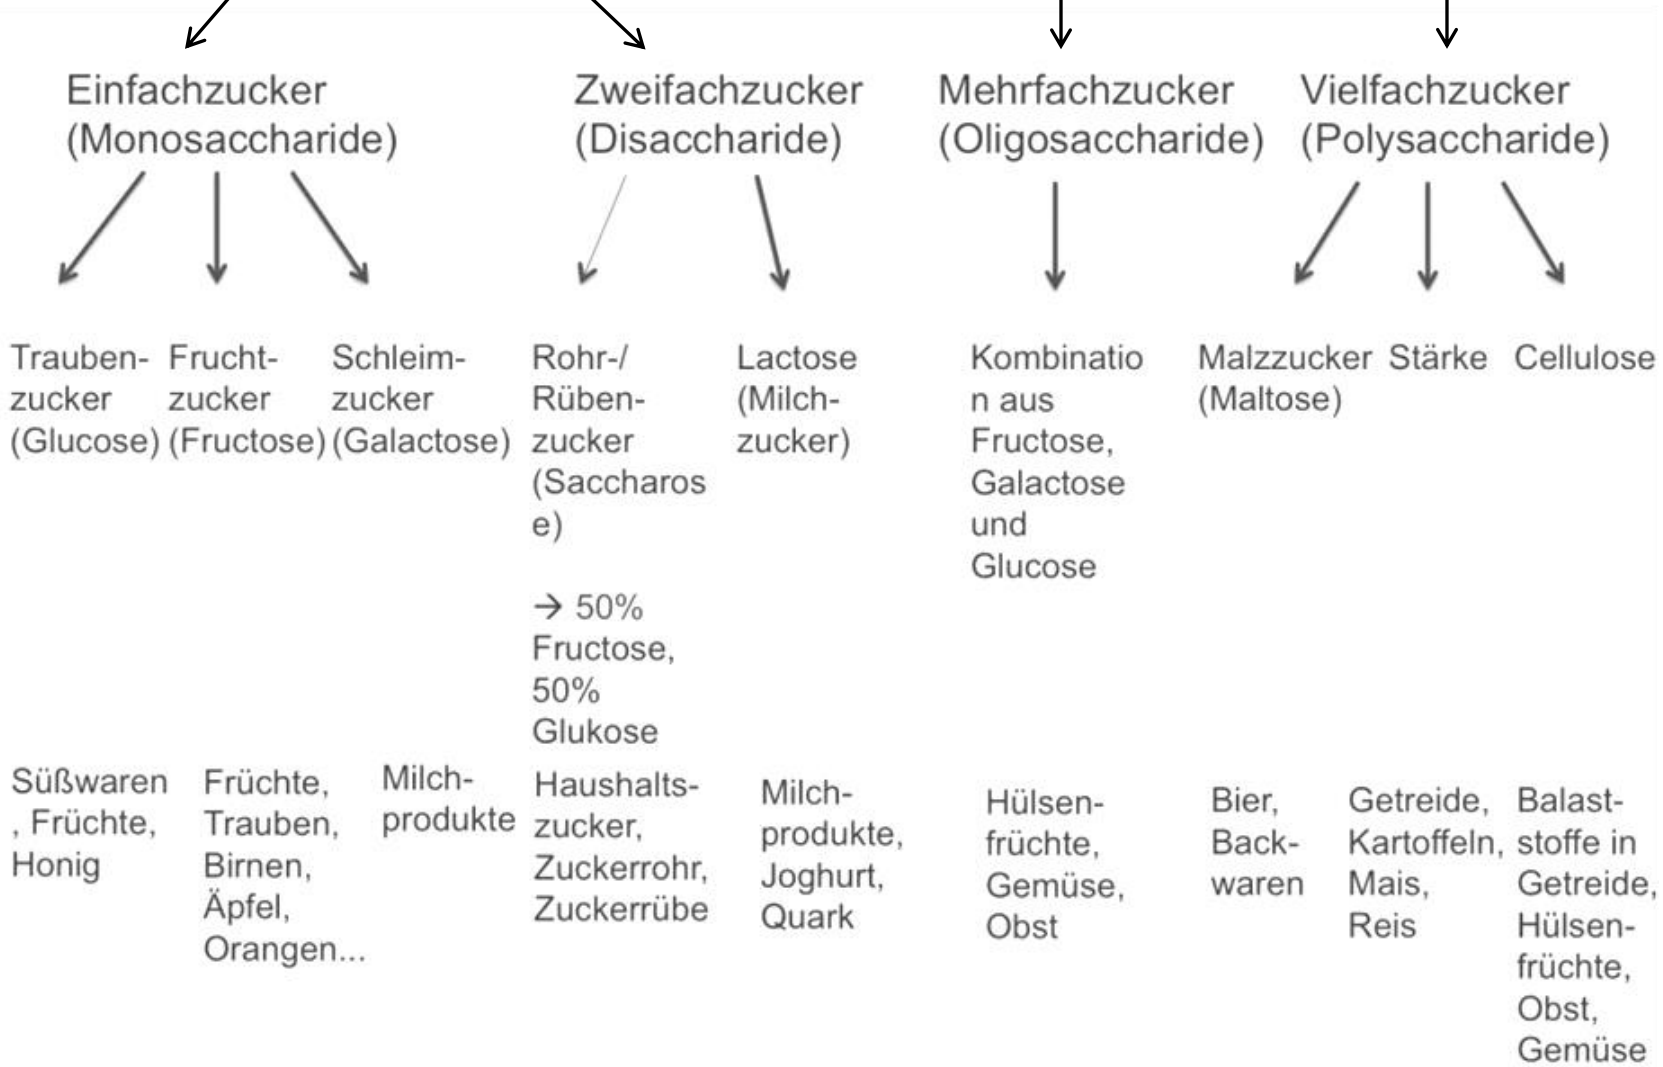 Einfachzucker
(Monosaccharide)
Zweifachzucker
(Disaccharide)
Mehrfachzucker
(Oligosaccharide)
Vielfachzucker
(Polysaccharide)
Trauben-
zucker
(Glucose)
Frucht-
zucker
(Fructose)
Schleim-
zucker
(Galactose)
Rohr-/
Rüben-
zucker
(Saccharos
e)
→ 50%
Fructose,
50%
Glukose
Lactose
(Milch-
zucker)
Kombinatio
n aus
Fructose,
Galactose
und
Glucose
Malzzucker
(Maltose)
Stärke
Cellulose
Süßwaren
, Früchte,
Honig
Früchte,
Trauben,
Birnen,
Äpfel,
Orangen...
Milch-
produkte
Haushalts-
zucker,
Zuckerrohr,
Zuckerrübe
Milch-
produkte,
Joghurt,
Quark
Hülsen-
früchte,
Gemüse,
Obst
Bier,
Back-
waren
Getreide,
Kartoffeln,
Mais,
Reis
Balast-
stoffe in
Getreide,
Hülsen-
früchte,
Obst,
Gemüse